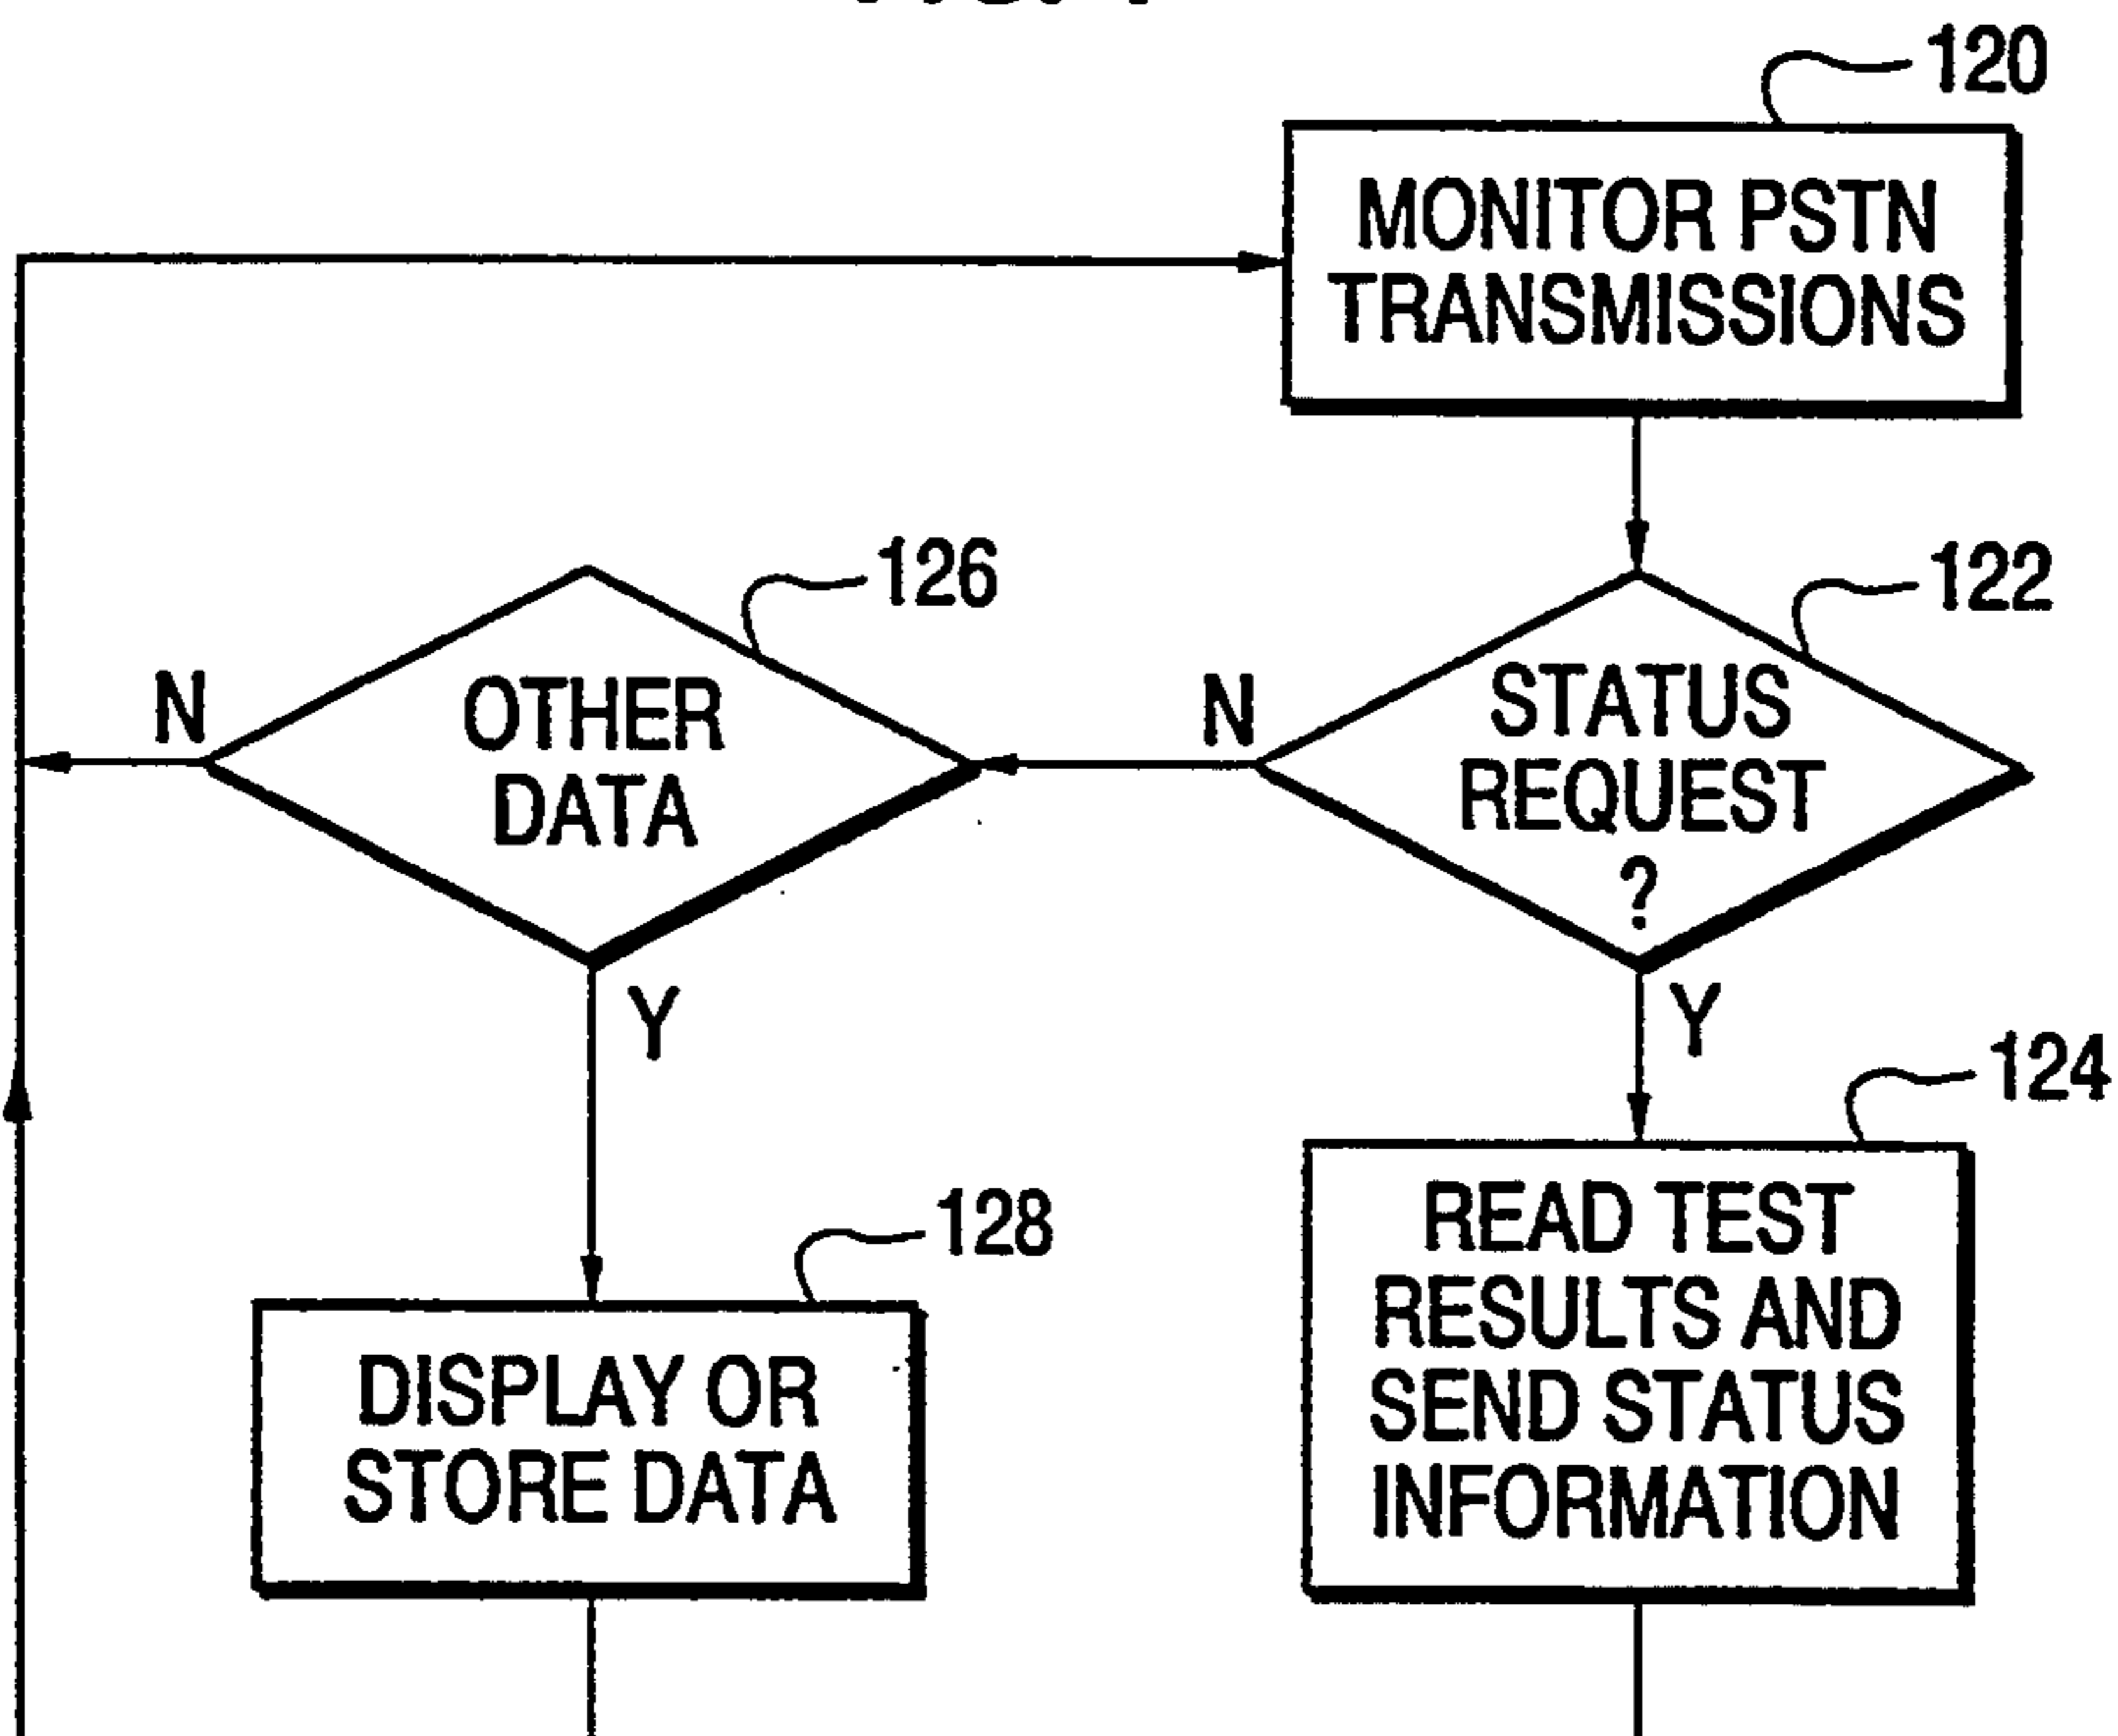 120
MONITOR PSTN
TRANSMISSIONS
126
122
N
OTHER
DATA
N
STATUS
REQUEST
?
Y
Y
124
128
READ TEST
RESULTS AND
SEND STATUS
INFORMATION
DISPLAY OR
STORE DATA